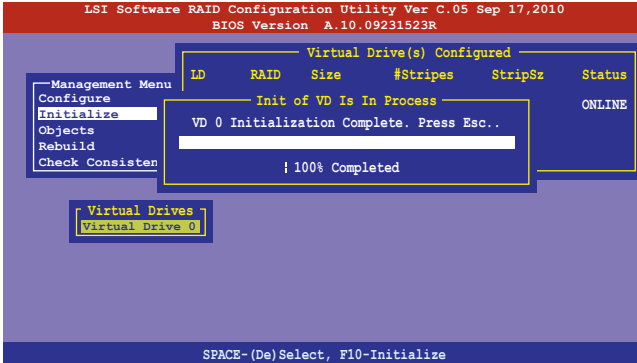 LSI Software RAID Configuration Utility Ver C.05 Sep 17,2010
BIOS Version A.10.09231523R
Virtual Drive(s) Configured
LD RAID Size #Stripes StripSz Status
ONLINE
Management Menu
Configure
Initialize
Objects
Rebuild
Check Consisten
Init of VD Is In Process
VD 0 Initialization Complete. Press Esc..
100% Completed
Virtual Drives
Virtual Drive 0
SPACE-(De)Select, F10-Initialize